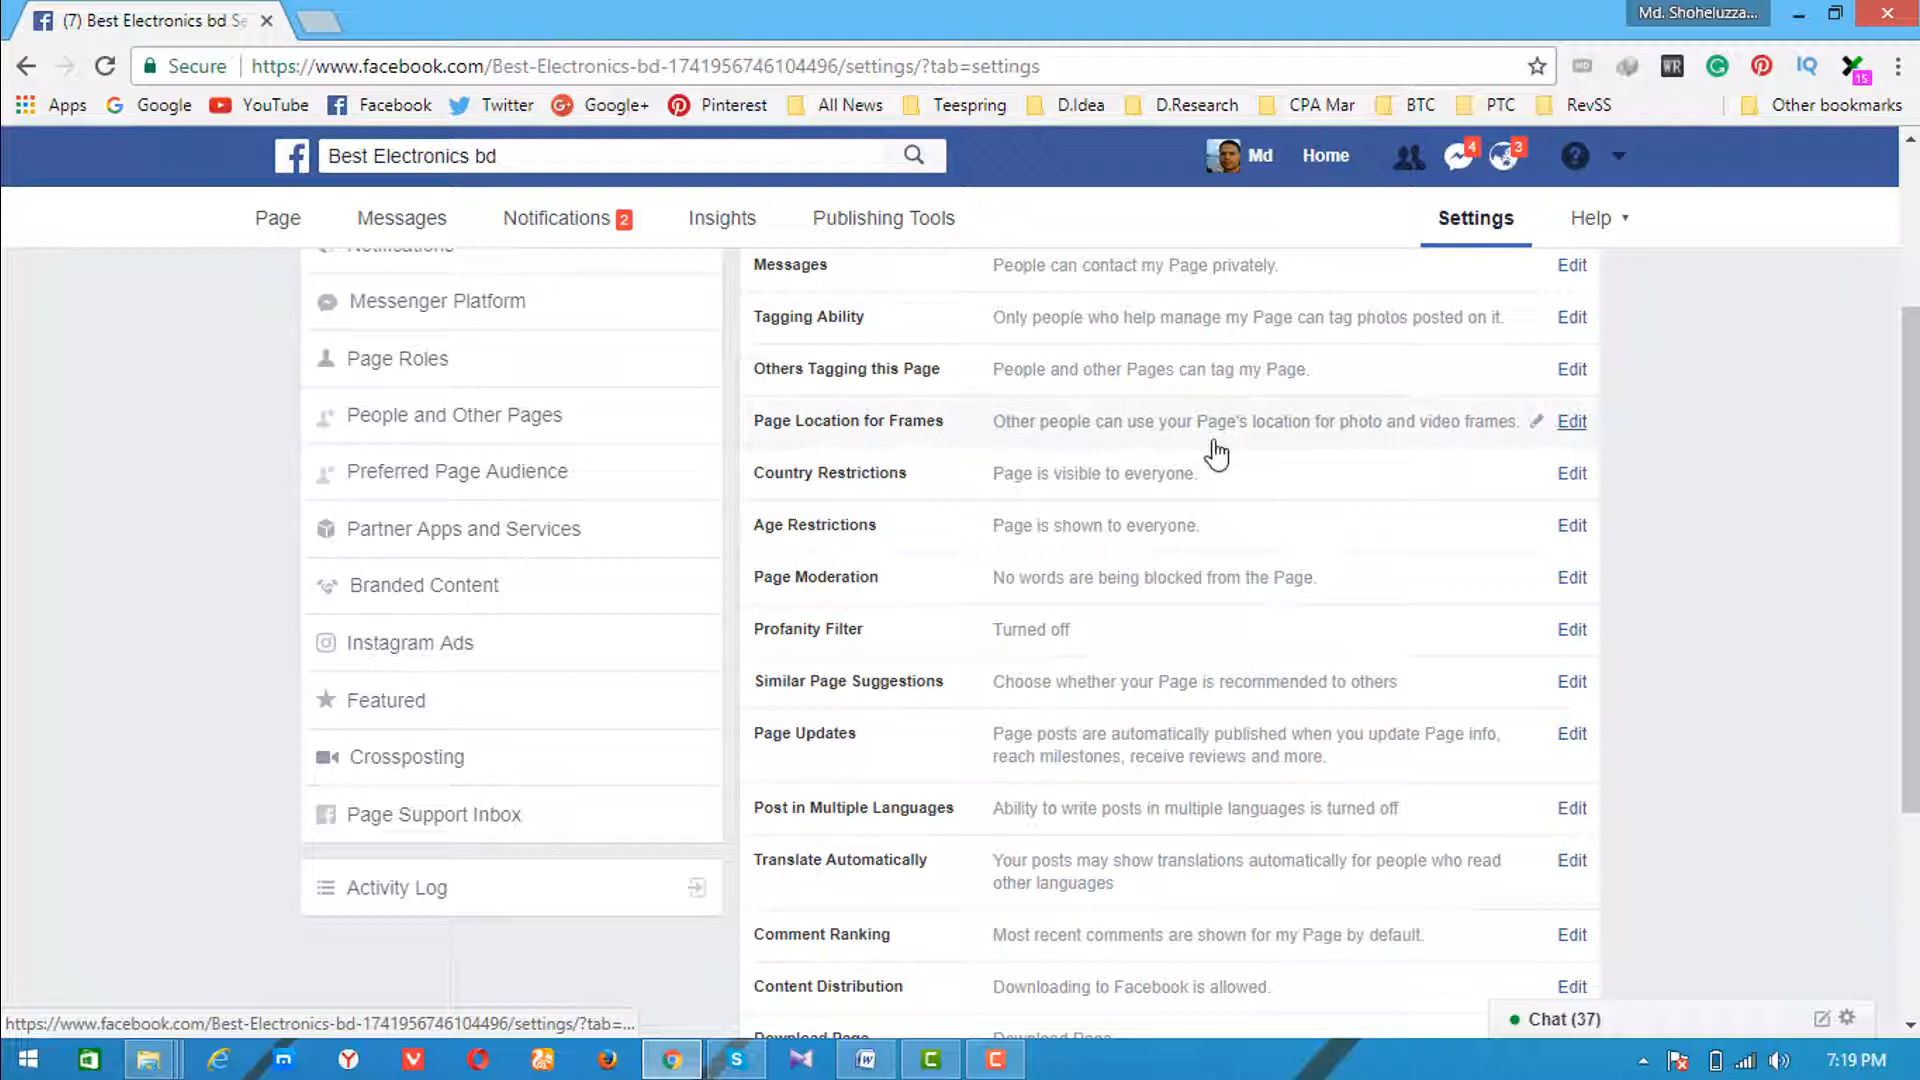 (7) Best Electronics bd Se
Md. Shoheluzza...
Secure
https://www.facebook.com/Best-Electronics-bd-1741956746104496/settings/?tab=settings
15
Apps
Google
YouTube
Facebook
Twitter
Google+
Pinterest
All News
Teespring
D.Idea
D.Research
CPA Mar
BTC
PTC
RevSS
Other bookmarks
Best Electronics bd
Md
Home
4
3
Page
Messages
Notifications 2
Insights
Publishing Tools
Settings
Help
Notifications
Messenger Platform
Page Roles
People and Other Pages
Preferred Page Audience
Partner Apps and Services
Branded Content
Instagram Ads
Featured
Crossposting
Page Support Inbox
Activity Log
Messages People can contact my Page privately. Edit
Tagging Ability Only people who help manage my Page can tag photos posted on it. Edit
Others Tagging this Page People and other Pages can tag my Page. Edit
Page Location for Frames Other people can use your Page's location for photo and video frames. Edit
Country Restrictions Page is visible to everyone. Edit
Age Restrictions Page is shown to everyone. Edit
Page Moderation No words are being blocked from the Page. Edit
Profanity Filter Turned off Edit
Similar Page Suggestions Choose whether your Page is recommended to others Edit
Page Updates Page posts are automatically published when you update Page info, Edit
reach milestones, receive reviews and more.
Post in Multiple Languages Ability to write posts in multiple languages is turned off Edit
Translate Automatically Your posts may show translations automatically for people who read Edit
other languages
Comment Ranking Most recent comments are shown for my Page by default. Edit
Content Distribution Downloading to Facebook is allowed. Edit
Download Page Download Page
Chat (37)
https://www.facebook.com/Best-Electronics-bd-1741956746104496/settings/?tab=...
7:19 PM